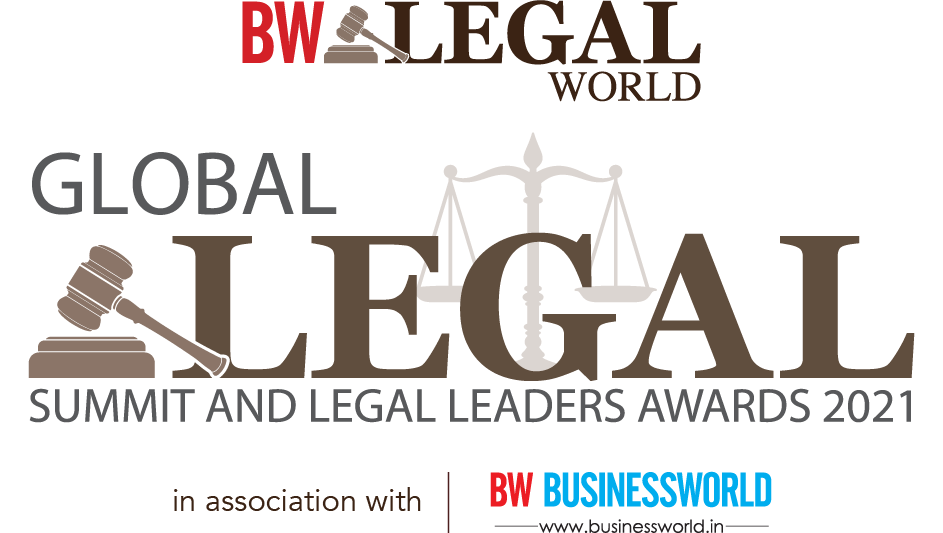 BW LEGAL
WORLD
GLOBAL
LEGAL
SUMMIT AND LEGAL LEADERS AWARDS 2021
in association with
BW BUSINESSWORLD
www.businessworld.in